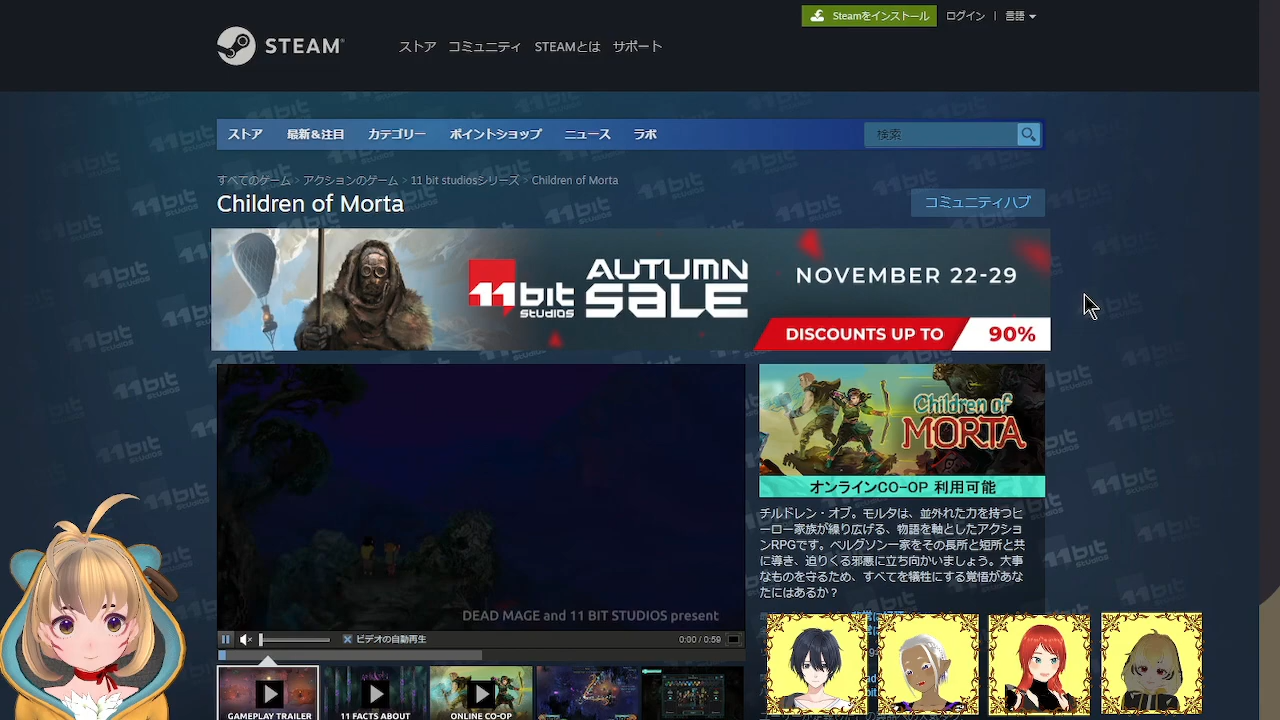 Steamをインストール
ログイン | 言語
STEAM
ストア コミュニティ STEAMとは サポート
ストア 最新&注目 カテゴリー ポイントショップ ニュース ラボ
検索
すべてのゲーム > アクションのゲーム > 11 bit studiosシリーズ > Children of Morta
Children of Morta
コミュニティハブ
11 bit STUDIOS
AUTUMN SALE
NOVEMBER 22-29
DISCOUNTS UP TO 90%
Children of MORTA
オンラインCO-OP 利用可能
チルドレン・オブ。モルタは、並外れた力を持つヒ
ーロー家族が繰り広げる、物語を軸としたアクショ
ンRPGです。ベルグソン一家をその長所と短所と共
に導き、迫りくる邪悪に立ち向かいましょう。大事
なものを守るため、すべてを犠牲にする覚悟があな
たにはあるか？
DEAD MAGE and 11 BIT STUDIOS present
ビデオの自動再生
0:00 / 0:59
GAMEPLAY TRAILER
11 FACTS ABOUT
ONLINE CO-OP